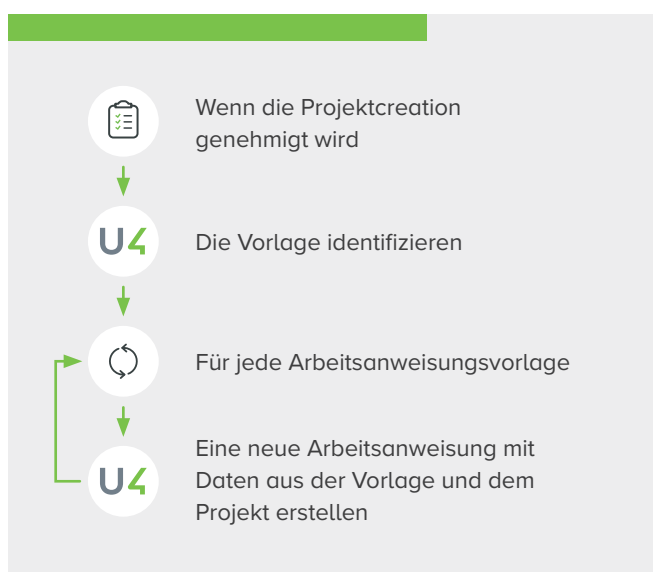 Wenn die Projektcreation
genehmigt wird
U4
Die Vorlage identifizieren
Für jede Arbeitsanweisungsvorlage
U4
Eine neue Arbeitsanweisung mit
Daten aus der Vorlage und dem
Projekt erstellen